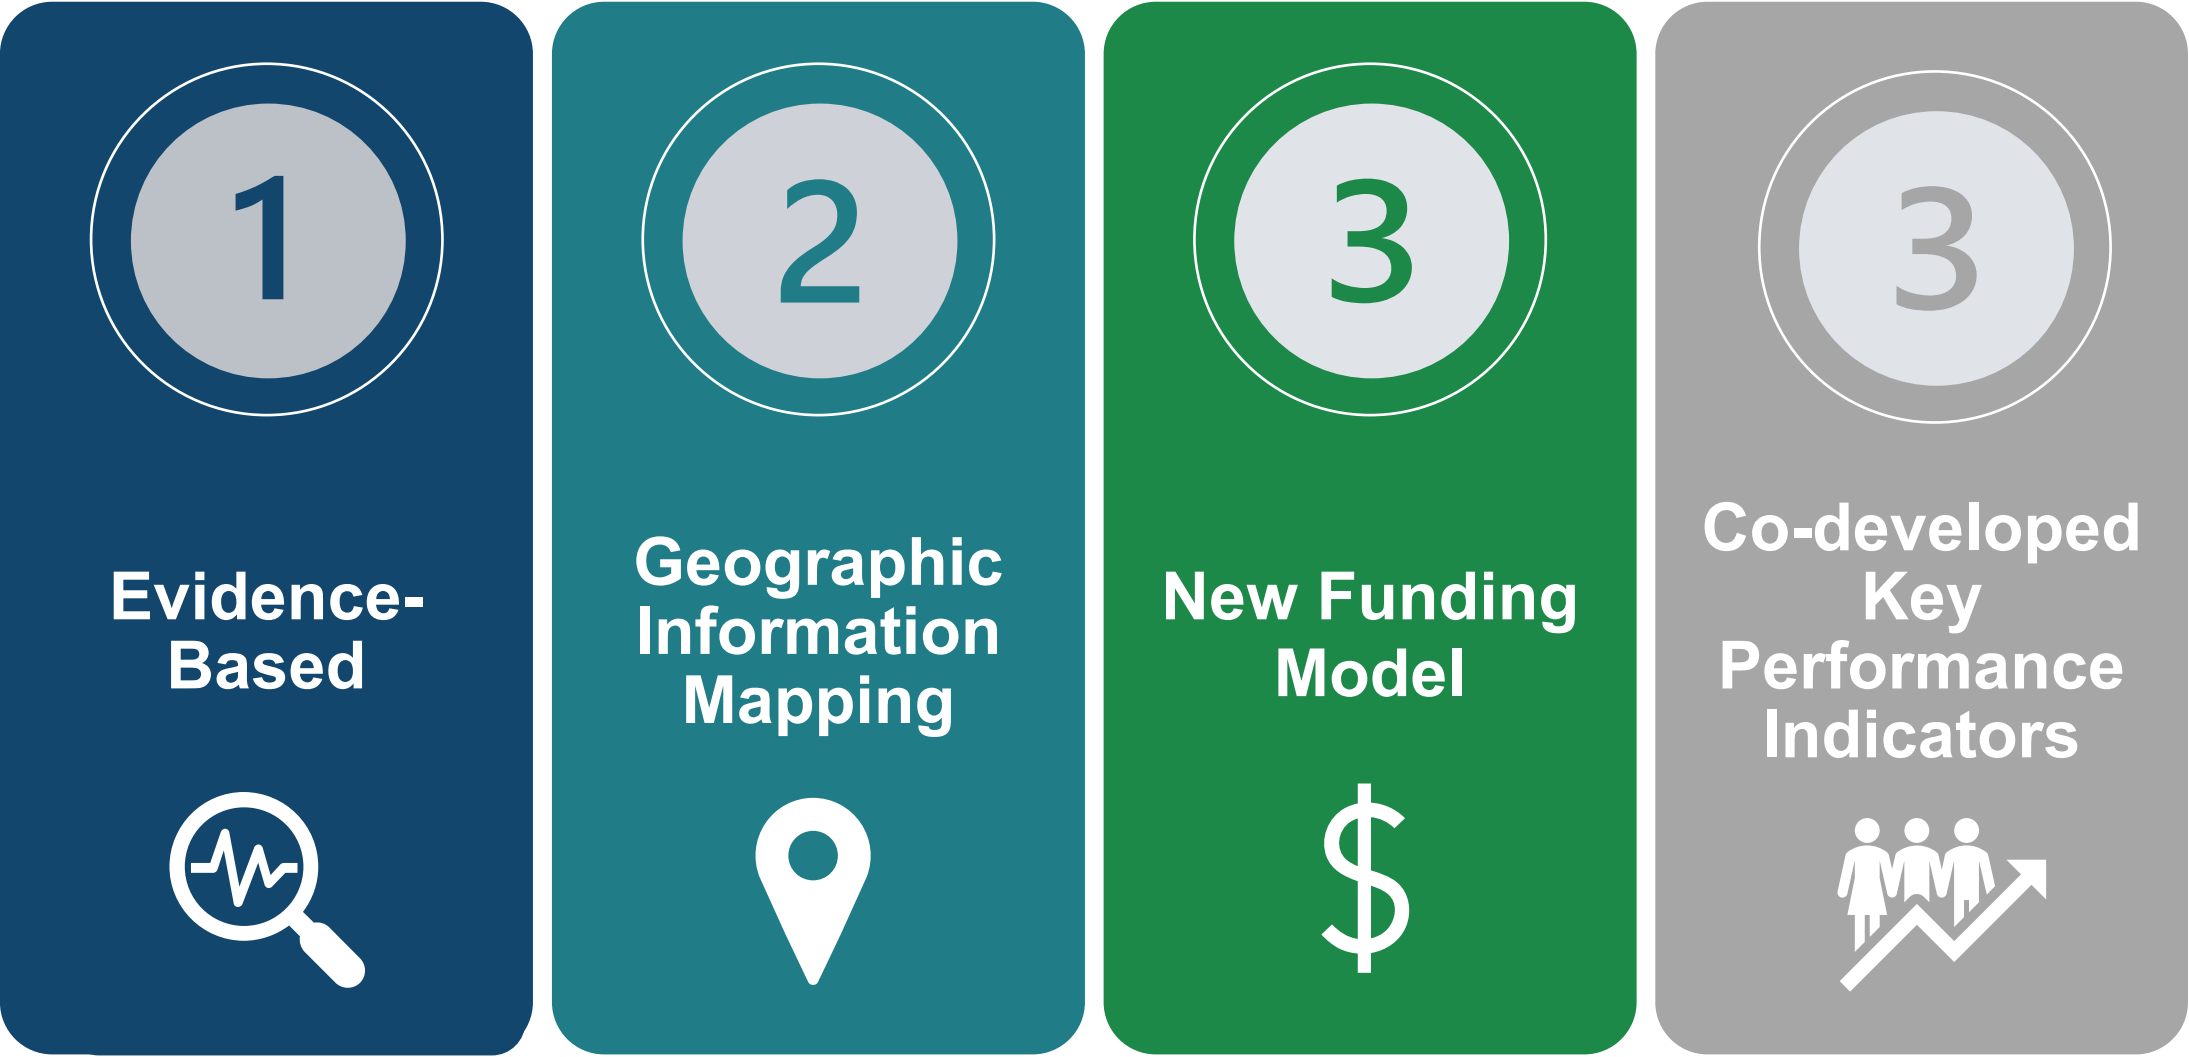 1
Evidence-
Based
2
Geographic
Information
Mapping
3
New Funding
Model
$
3
Co-developed
Key
Performance
Indicators